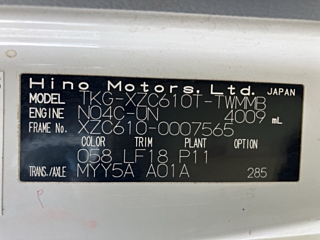 Hino Motors, Ltd. JAPAN
MODEL TKG-XZC610T-TWMMB
ENGINE N04C-UN 4009 mL
FRAME No. XZC610-0007565
COLOR TRIM PLANT OPTION
058 LF18 P11
TRANS/AXLE MYY5A A01A 285